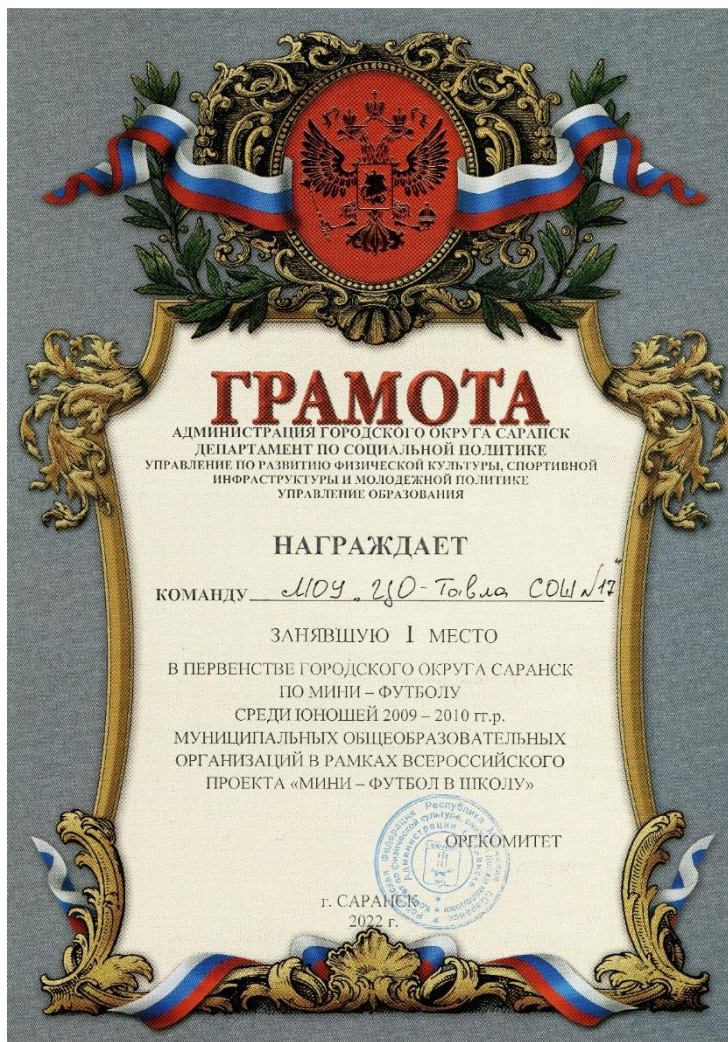 ГРАМОТА
АДМИНИСТРАЦИЯ ГОРОДСКОГО ОКРУГА САРАНСК
ДЕПАРТАМЕНТ ПО СОЦИАЛЬНОЙ ПОЛИТИКЕ
УПРАВЛЕНИЕ ПО РАЗВИТИЮ ФИЗИЧЕСКОЙ КУЛЬТУРЫ, СПОРТИВНОЙ
ИНФРАСТРУКТУРЫ И МОЛОДЕЖНОЙ ПОЛИТИКЕ
УПРАВЛЕНИЕ ОБРАЗОВАНИЯ
НАГРАЖДАЕТ
КОМАНДУ МОУ „ЦО-Тавла СОШ №17"
ЗАНЯВШУЮ I МЕСТО
В ПЕРВЕНСТВЕ ГОРОДСКОГО ОКРУГА САРАНСК
ПО МИНИ – ФУТБОЛУ
СРЕДИ ЮНОШЕЙ 2009 – 2010 гг.р.
МУНИЦИПАЛЬНЫХ ОБЩЕОБРАЗОВАТЕЛЬНЫХ
ОРГАНИЗАЦИЙ В РАМКАХ ВСЕРОССИЙСКОГО
ПРОЕКТА «МИНИ – ФУТБОЛ В ШКОЛУ»
ОРГКОМИТЕТ
г. САРАНСК
2022 г.